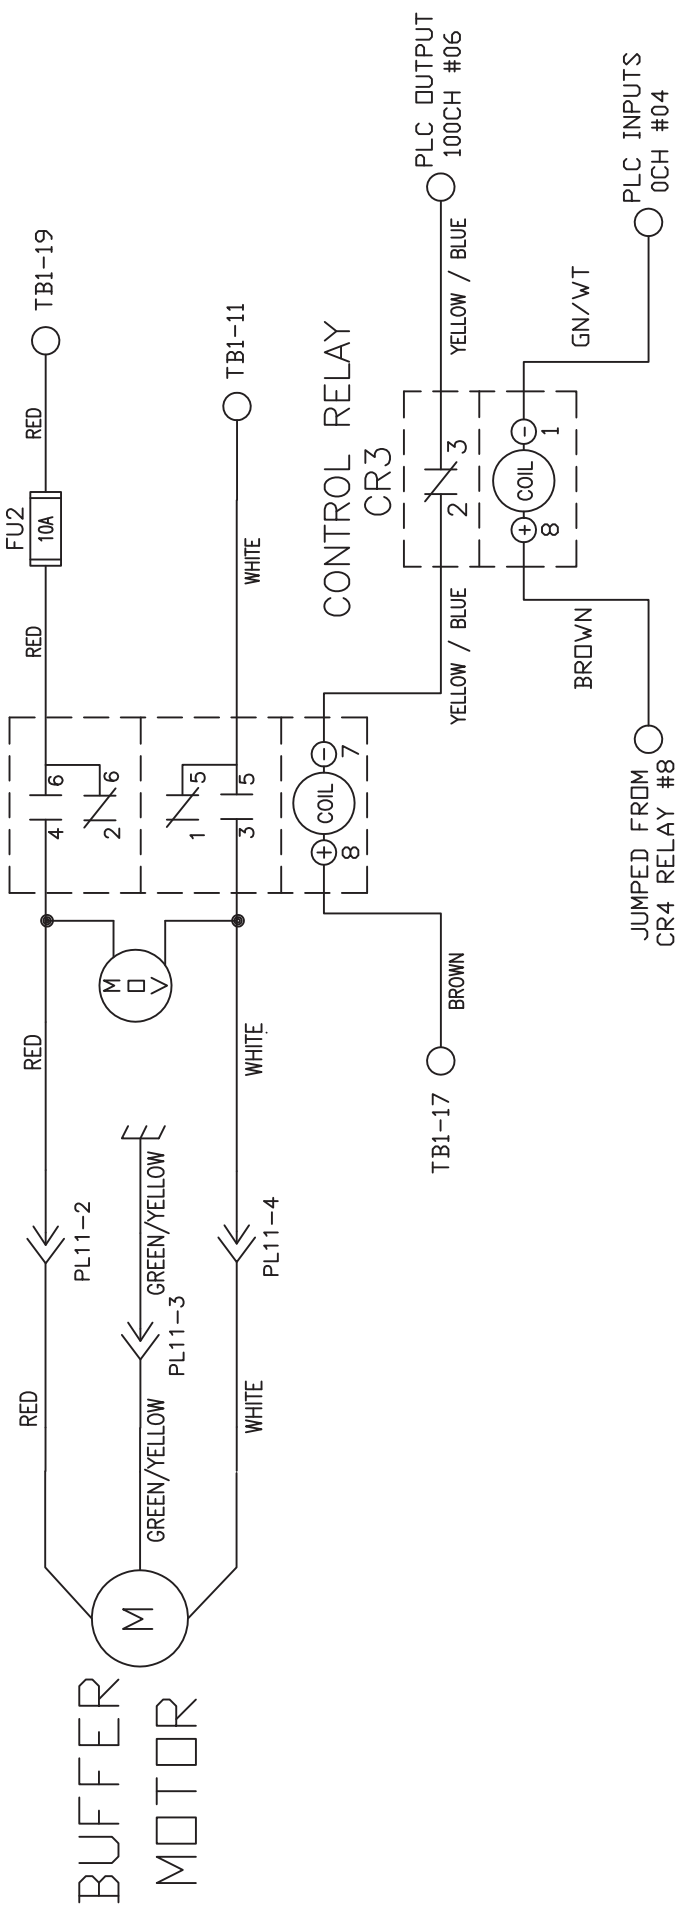 BUFFER
MOTOR
M
RED
PL11-2
RED
4
6
RED
FU2
10A
RED
TB1-19
2
6
GREEN/YELLOW
PL11-3
GREEN/YELLOW
MOV
1
5
WHITE
PL11-4
WHITE
3
5
WHITE
TB1-11
+
8
COIL
-
7
CONTROL RELAY
CR3
TB1-17
BROWN
YELLOW / BLUE
2
3
YELLOW / BLUE
PLC OUTPUT
100CH #06
+
8
COIL
-
1
BROWN
GN/WT
JUMPED FROM
CR4 RELAY #8
PLC INPUTS
0CH #04